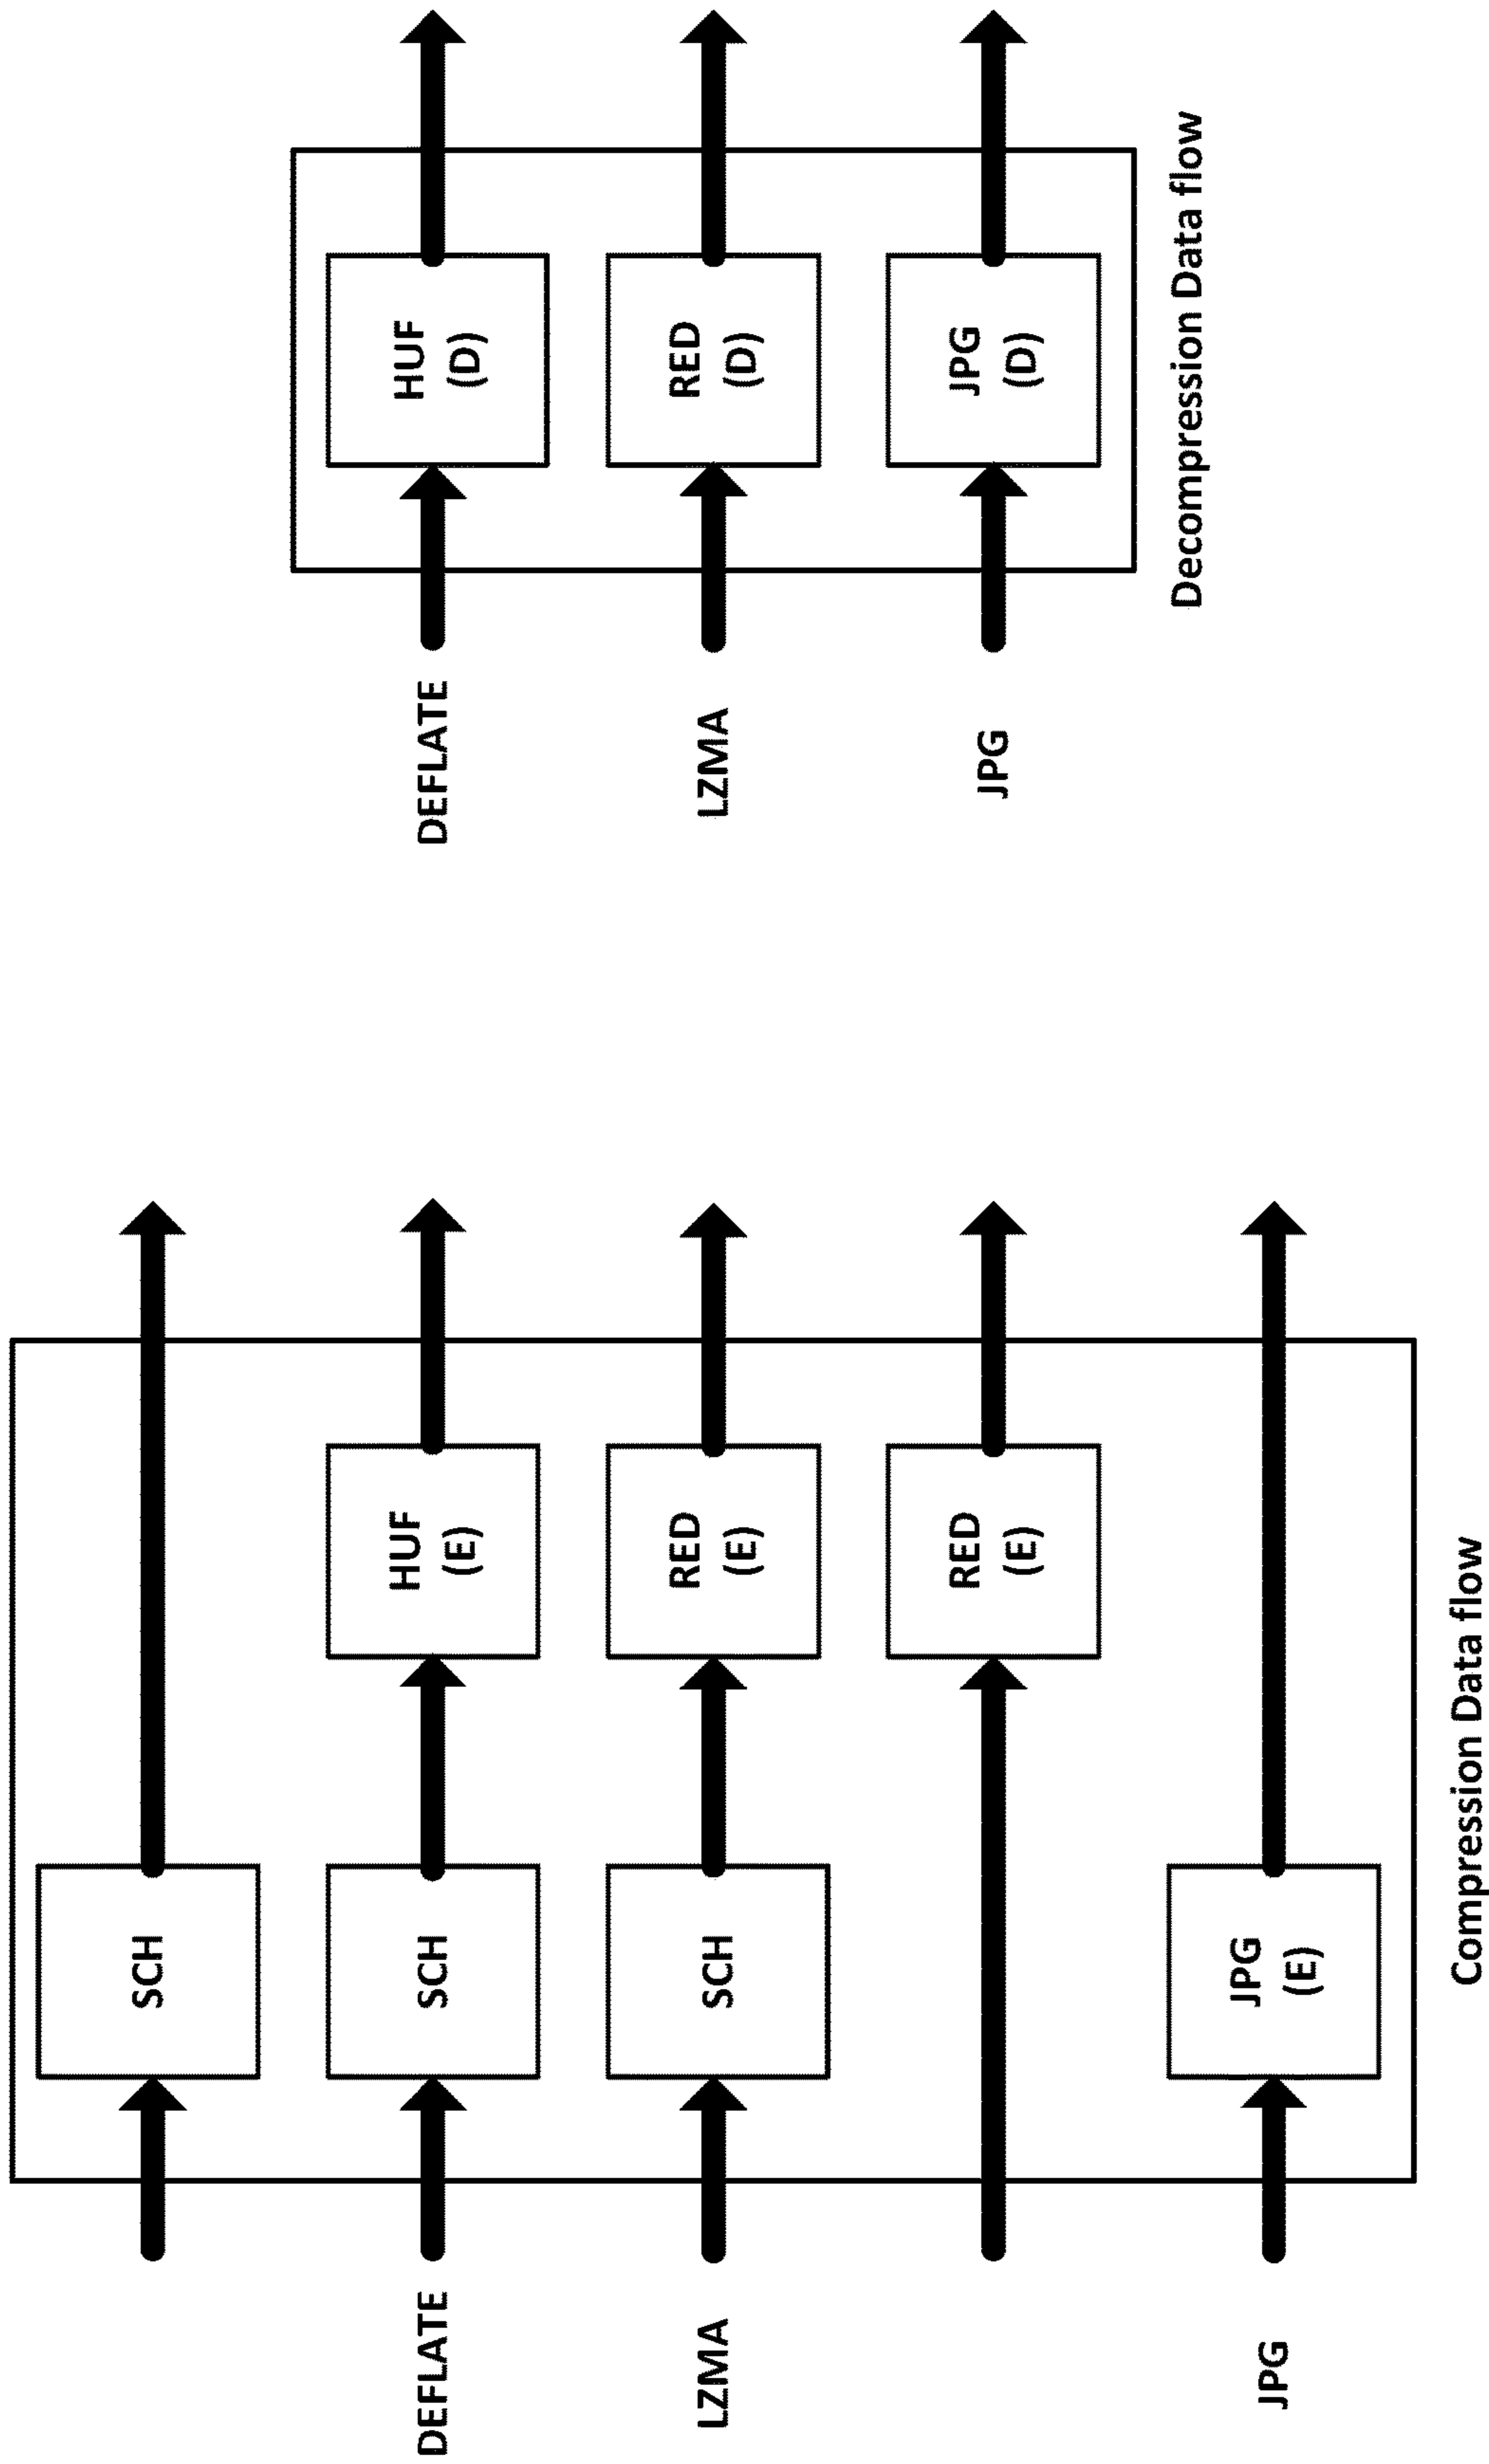 SCH
DEFLATE
SCH
HUF
(E)
LZMA
SCH
RED
(E)
RED
(E)
JPG
JPG
(E)
Compression Data flow
DEFLATE
HUF
(D)
LZMA
RED
(D)
JPG
JPG
(D)
Decompression Data flow